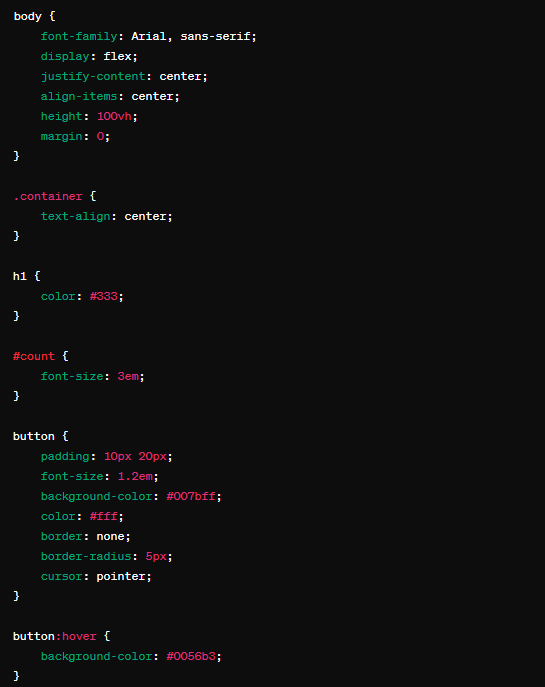 body {
    font-family: Arial, sans-serif;
    display: flex;
    justify-content: center;
    align-items: center;
    height: 100vh;
    margin: 0;
}

.container {
    text-align: center;
}

h1 {
    color: #333;
}

#count {
    font-size: 3em;
}

button {
    padding: 10px 20px;
    font-size: 1.2em;
    background-color: #007bff;
    color: #fff;
    border: none;
    border-radius: 5px;
    cursor: pointer;
}

button:hover {
    background-color: #0056b3;
}